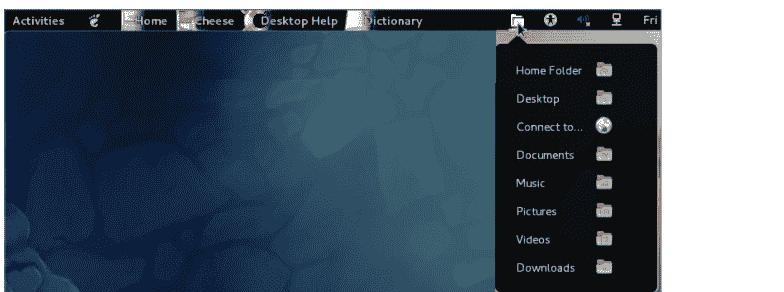 Activities Home Cheese Desktop Help Dictionary Fri
Home Folder
Desktop
Connect to...
Documents
Music
Pictures
Videos
Downloads